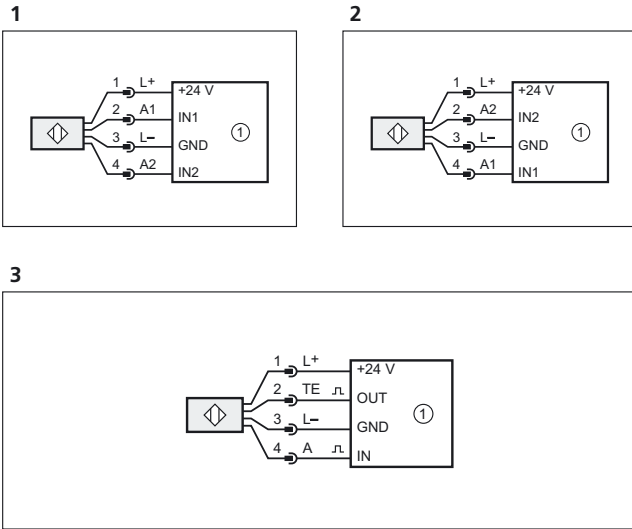 1
1 L+ +24 V
2 A1 IN1
3 L– GND
4 A2 IN2
①
2
1 L+ +24 V
2 A2 IN2
3 L– GND
4 A1 IN1
①
3
1 L+ +24 V
2 TE OUT
3 L– GND
4 A IN
①